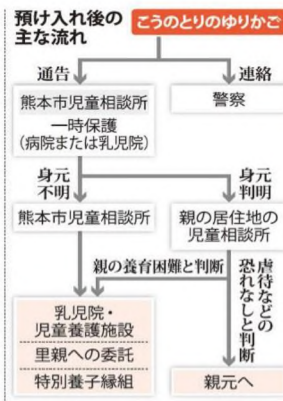 預け入れ後の
主な流れ
こうのとりのゆりかご
通告
連絡
熊本市児童相談所
一時保護
(病院または乳児院)
警察
身元
不明
身元
判明
熊本市児童相談所
親の居住地の
児童相談所
親の養育困難と判断
虐待などの
恐れなしと判断
乳児院・
児童養護施設
里親への委託
特別養子縁組
親元へ